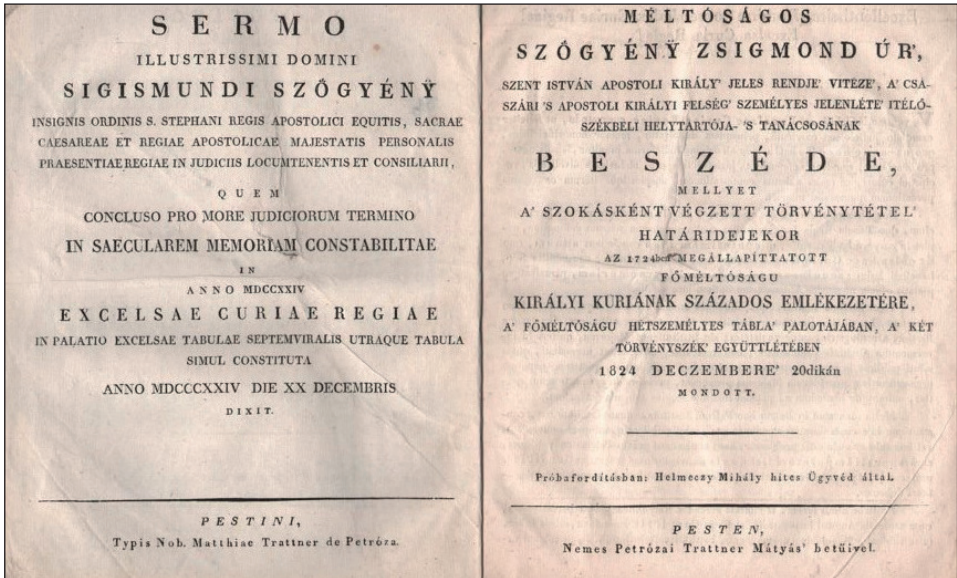 SERMO
ILLUSTRISSIMI DOMINI
SIGISMUNDI SZÖGYÉNŸ
INSIGNIS ORDINIS S. STEPHANI REGIS APOSTOLICI EQUITIS, SACRAE
CAESAREAE ET REGIAE APOSTOLICAE MAJESTATIS PERSONALIS
PRAESENTIAE REGIAE IN JUDICIIS LOCUMTENENTIS ET CONSILIARII,
QUEM
CONCLUSO PRO MORE JUDICIORUM TERMINO
IN SAECULAREM MEMORIAM CONSTABILITAE
IN
ANNO MDCCXXIV
EXCELSAE CURIAE REGIAE
IN PALATIO EXCELSAE TABULAE SEPTEMVIRALIS UTRAQUE TABULA
SIMUL CONSTITUTA
ANNO MDCCCXXIV DIE XX DECEMBRIS
DIXIT.
PESTINI,
Typis Nob. Matthiae Trattner de Petróza.
MÉLTÓSÁGOS
SZÖGYÉNŸ ZSIGMOND ÚR',
SZENT ISTVÁN APOSTOLI KIRÁLY' JELES RENDJE' VITÉZE', A' CSA-
SZÁRI 'S APOSTOLI KIRÁLYI FELSÉG' SZEMÉLYES JELENLÉTE' ITÉLŐ-
SZÉKBELI HELYTARTÓJA- 'S TANÁCSOSÁNAK
BESZÉDE,
MELLYET
A' SZOKÁSKÉNT VÉGZETT TÖRVÉNYTÉTEL'
HATÁRIDEJEKOR
AZ 1724ben MEGÁLLAPÍTTATOTT
FŐMÉLTÓSÁGU
KIRÁLYI KURIÁNAK SZÁZADOS EMLÉKEZETÉRE,
A' FŐMÉLTÓSÁGU HÉTSZEMÉLYES TÁBLA' PALOTÁJÁBAN, A' KÉT
TÖRVÉNYSZÉK' EGYÜTTLÉTÉBEN
1824 DECZEMBERE' 20dikán
MONDOTT.
Próbafordításban: Helmeczy Mihály hites Ügyvéd által.
PESTEN,
Nemes Petrózai Trattner Mátyás' betűivel.